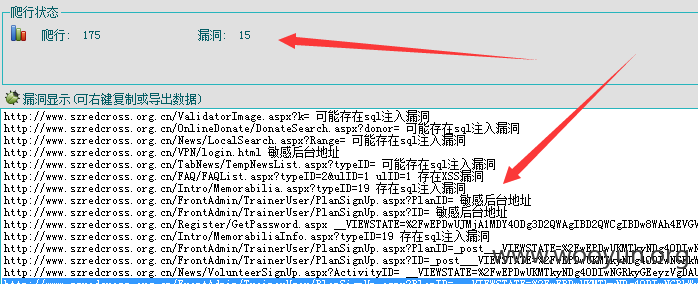 爬行状态
爬行: 175 漏洞: 15
漏洞显示(可右键复制或导出数据)
http://www.szredcross.org.cn/ValidatorImage.aspx?k= 可能存在sql注入漏洞
http://www.szredcross.org.cn/OnlineDonate/DonateSearch.aspx?donor= 可能存在sql注入漏洞
http://www.szredcross.org.cn/News/LocalSearch.aspx?Range= 可能存在sql注入漏洞
http://www.szredcross.org.cn/VPN/login.html 敏感后台地址
http://www.szredcross.org.cn/TabNews/TempNewsList.aspx?typeID= 可能存在sql注入漏洞
http://www.szredcross.org.cn/FAQ/FAQList.aspx?typeID=2&ulID=1 ulID=1 存在XSS漏洞
http://www.szredcross.org.cn/Intro/Memorabilia.aspx?typeID=19 存在sql注入漏洞
http://www.szredcross.org.cn/FrontAdmin/TrainerUser/PlanSignUp.aspx?PlanID= 敏感后台地址
http://www.szredcross.org.cn/FrontAdmin/TrainerUser/PlanSignUp.aspx?ID= 敏感后台地址
http://www.szredcross.org.cn/Register/GetPassword.aspx
http://www.szredcross.org.cn/Intro/MemorabiliaInfo.aspx?typeID=19 存在sql注入漏洞
http://www.szredcross.org.cn/FrontAdmin/TrainerUser/PlanSignUp.aspx?PlanID=_post
http://www.szredcross.org.cn/FrontAdmin/TrainerUser/PlanSignUp.aspx?ID=_post
http://www.szredcross.org.cn/News/VolunteerSignUp.aspx?ActivityID=
www.wooyun.org